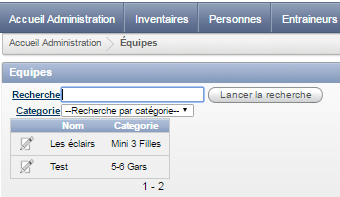 Accueil Administration Inventaires Personnes Entraineurs
Accueil Administration Équipes
Equipes
Recherche Lancer la recherche
Categorie --Recherche par catégorie--
Nom Categorie
Les éclairs Mini 3 Filles
Test 5-6 Gars
1 - 2